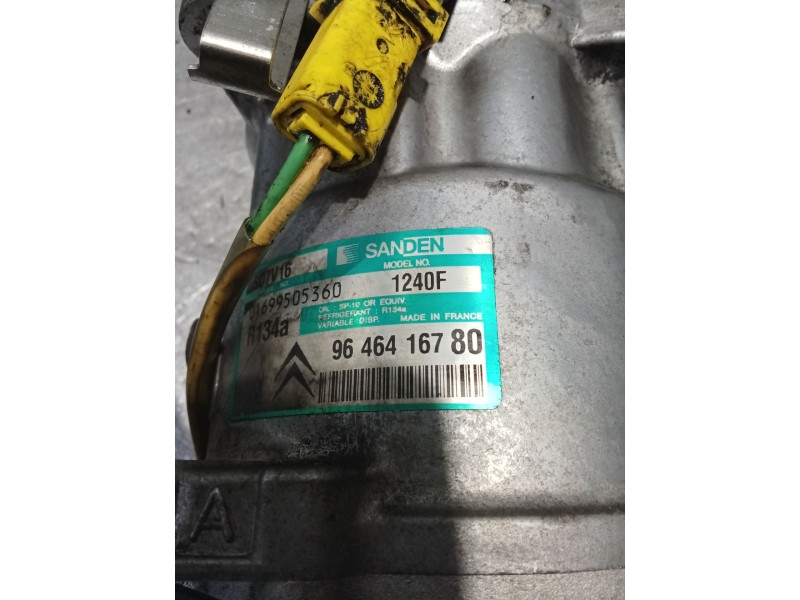 SANDEN
SD7V16
MODEL NO.
1240F
1699505360
OIL : SP-10 OR EQUIV.
REFRIGERANT : R134a
VARIABLE DISP. MADE IN FRANCE
R134a
96 464 167 80
A